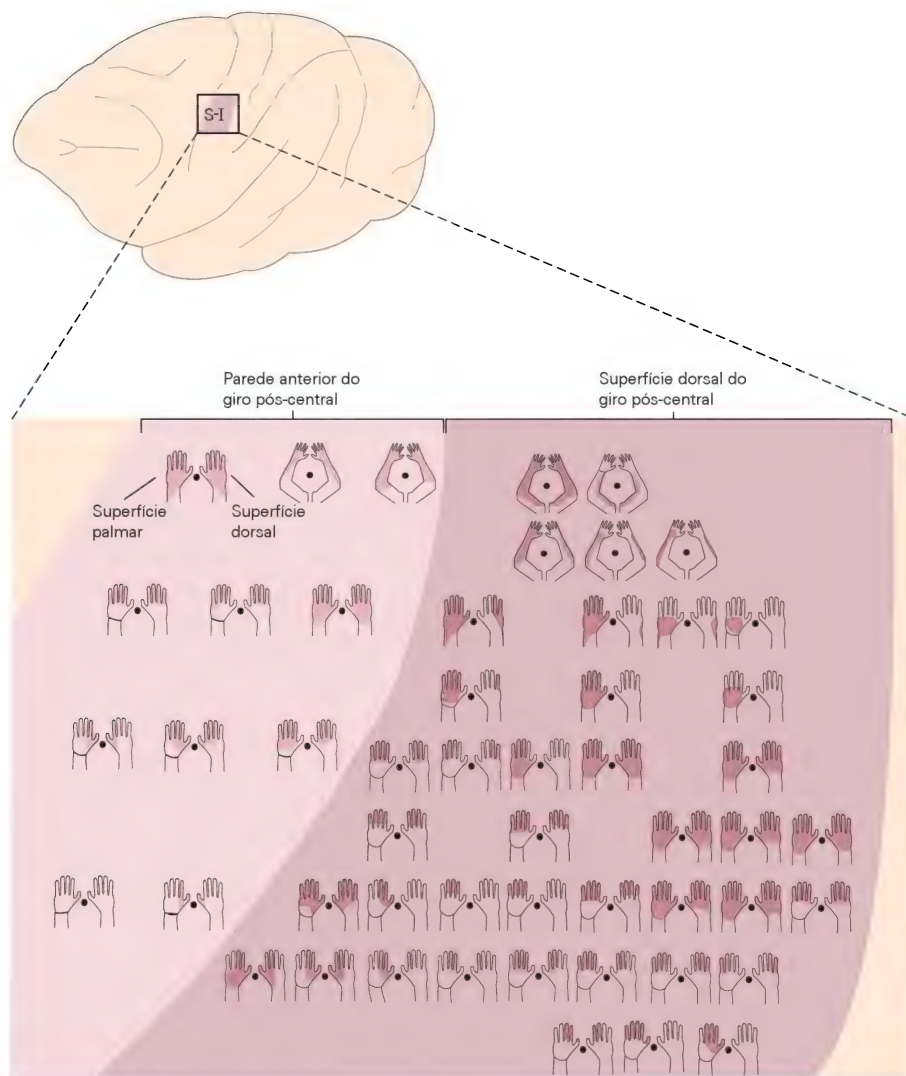 S-I
Parede anterior do
giro pós-central
Superfície dorsal do
giro pós-central
Superfície
palmar
Superfície
dorsal